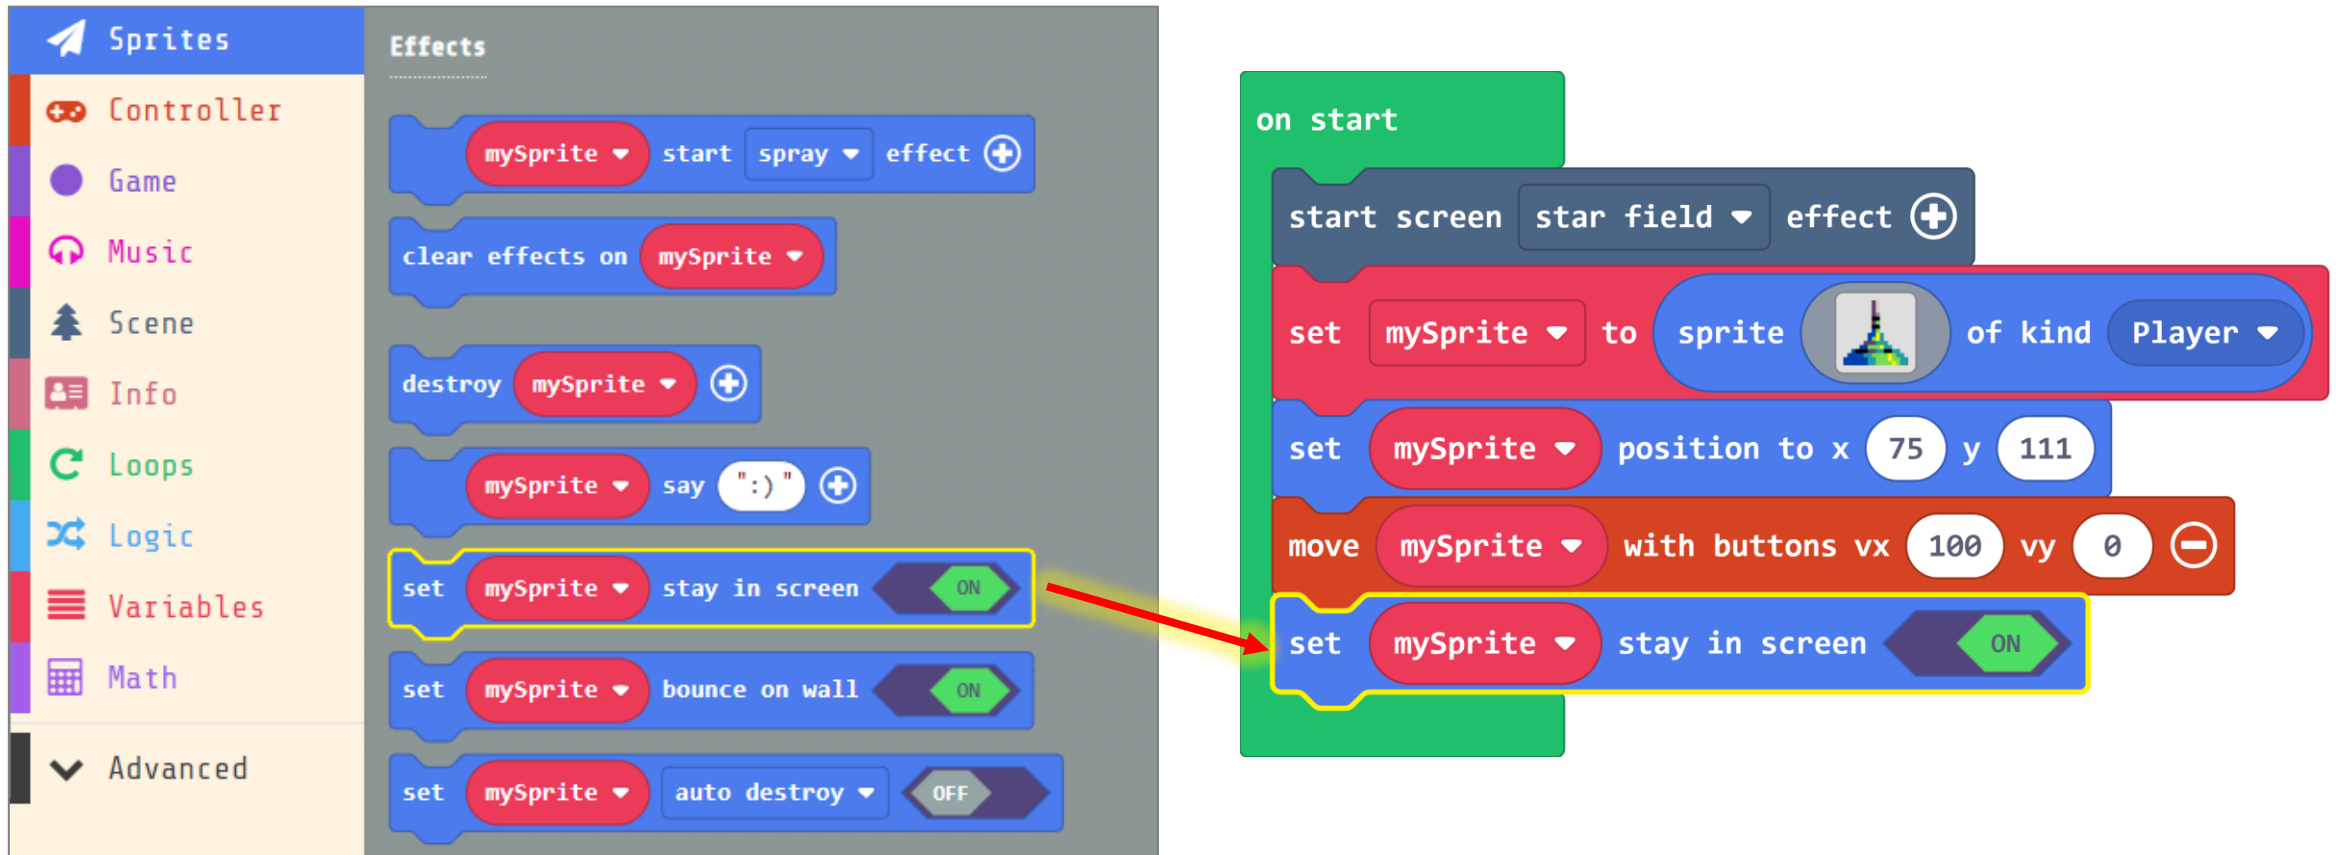 Sprites
Controller
Game
Music
Scene
Info
Loops
Logic
Variables
Math
Advanced
Effects
mySprite start spray effect
clear effects on mySprite
destroy mySprite
mySprite say ":)"
set mySprite stay in screen ON
set mySprite bounce on wall ON
set mySprite auto destroy OFF
on start
start screen star field effect
set mySprite to sprite of kind Player
set mySprite position to x 75 y 111
move mySprite with buttons vx 100 vy 0
set mySprite stay in screen ON